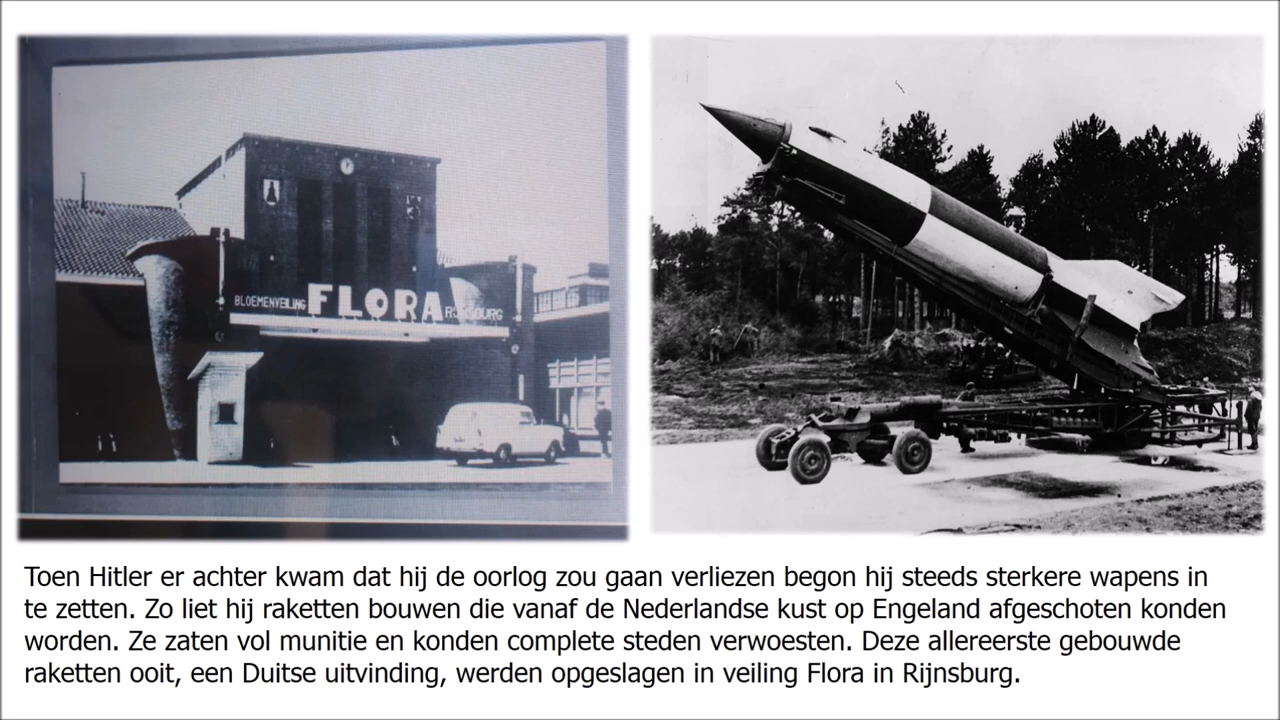 BLOEMENVEILING FLORA RIJNSBURG
Toen Hitler er achter kwam dat hij de oorlog zou gaan verliezen begon hij steeds sterkere wapens in
te zetten. Zo liet hij raketten bouwen die vanaf de Nederlandse kust op Engeland afgeschoten konden
worden. Ze zaten vol munitie en konden complete steden verwoesten. Deze allereerste gebouwde
raketten ooit, een Duitse uitvinding, werden opgeslagen in veiling Flora in Rijnsburg.